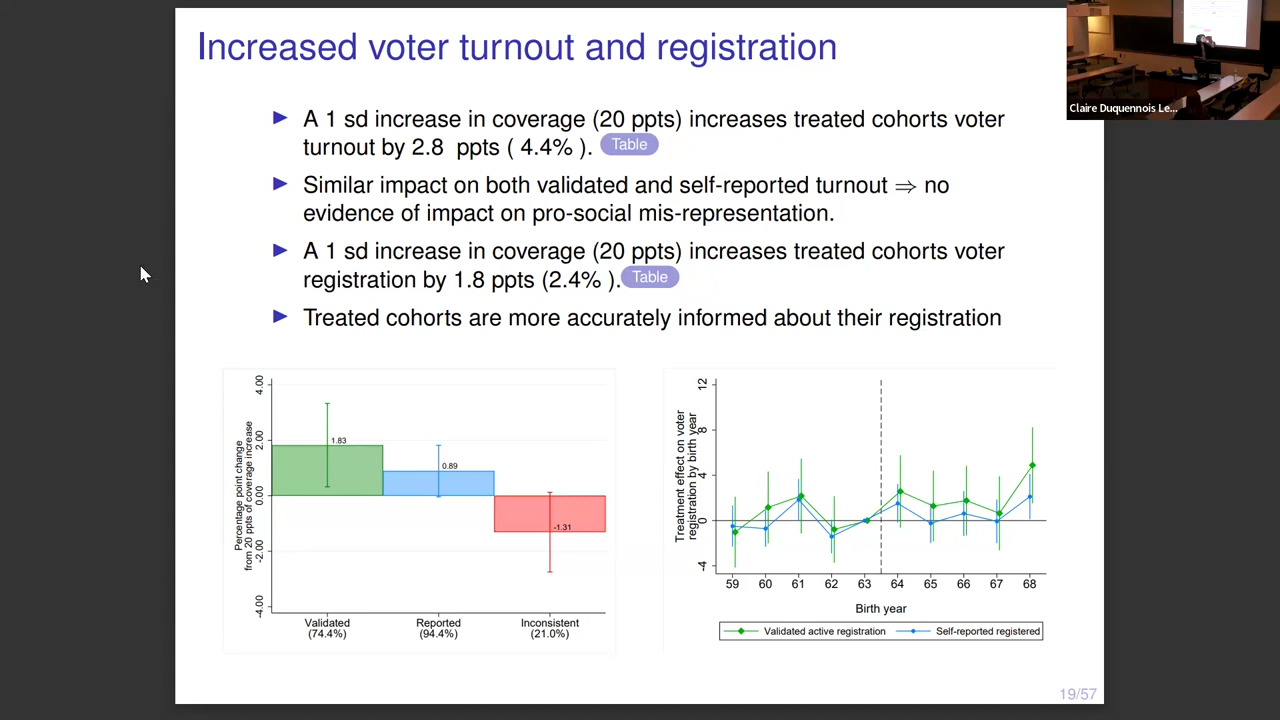 Increased voter turnout and registration
Claire Duquennois Le...
▶ A 1 sd increase in coverage (20 ppts) increases treated cohorts voter
turnout by 2.8 ppts ( 4.4% ). Table
▶ Similar impact on both validated and self-reported turnout ⇒ no
evidence of impact on pro-social mis-representation.
▶ A 1 sd increase in coverage (20 ppts) increases treated cohorts voter
registration by 1.8 ppts (2.4% ). Table
▶ Treated cohorts are more accurately informed about their registration
Percentage point change
from 20 ppts of coverage increase
4.00
2.00
0.00
-2.00
-4.00
1.83
0.89
-1.31
Validated
(74.4%)
Reported
(94.4%)
Inconsistent
(21.0%)
Treatment effect on voter
registration by birth year
12
8
4
0
-4
59 60 61 62 63 64 65 66 67 68
Birth year
Validated active registration Self-reported registered
19/57